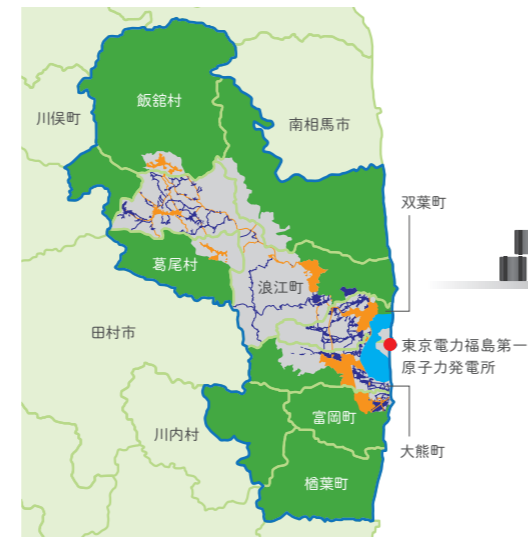 飯舘村
川俣町
南相馬市
双葉町
葛尾村
浪江町
田村市
東京電力福島第一
原子力発電所
富岡町
川内村
大熊町
楢葉町